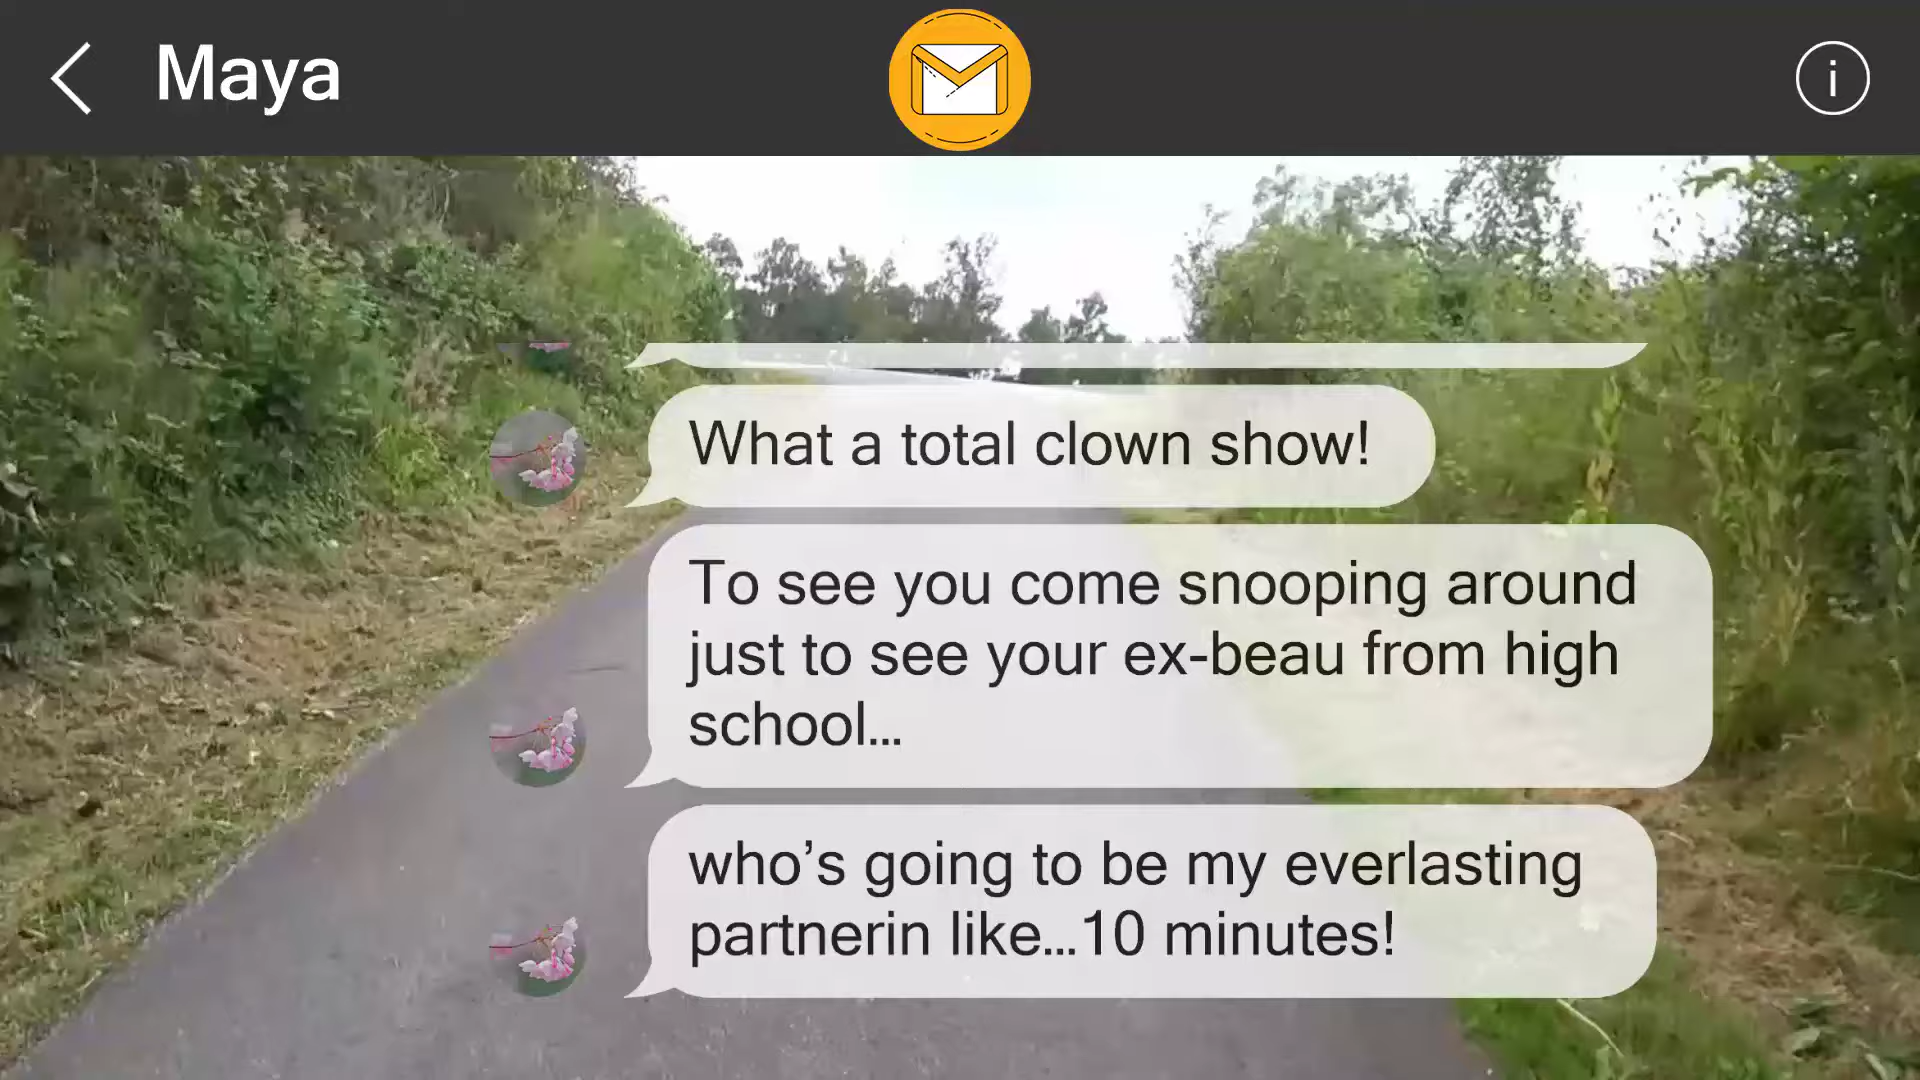 Maya
i
What a total clown show!
To see you come snooping around
just to see your ex-beau from high
school...
who’s going to be my everlasting
partnerin like...10 minutes!